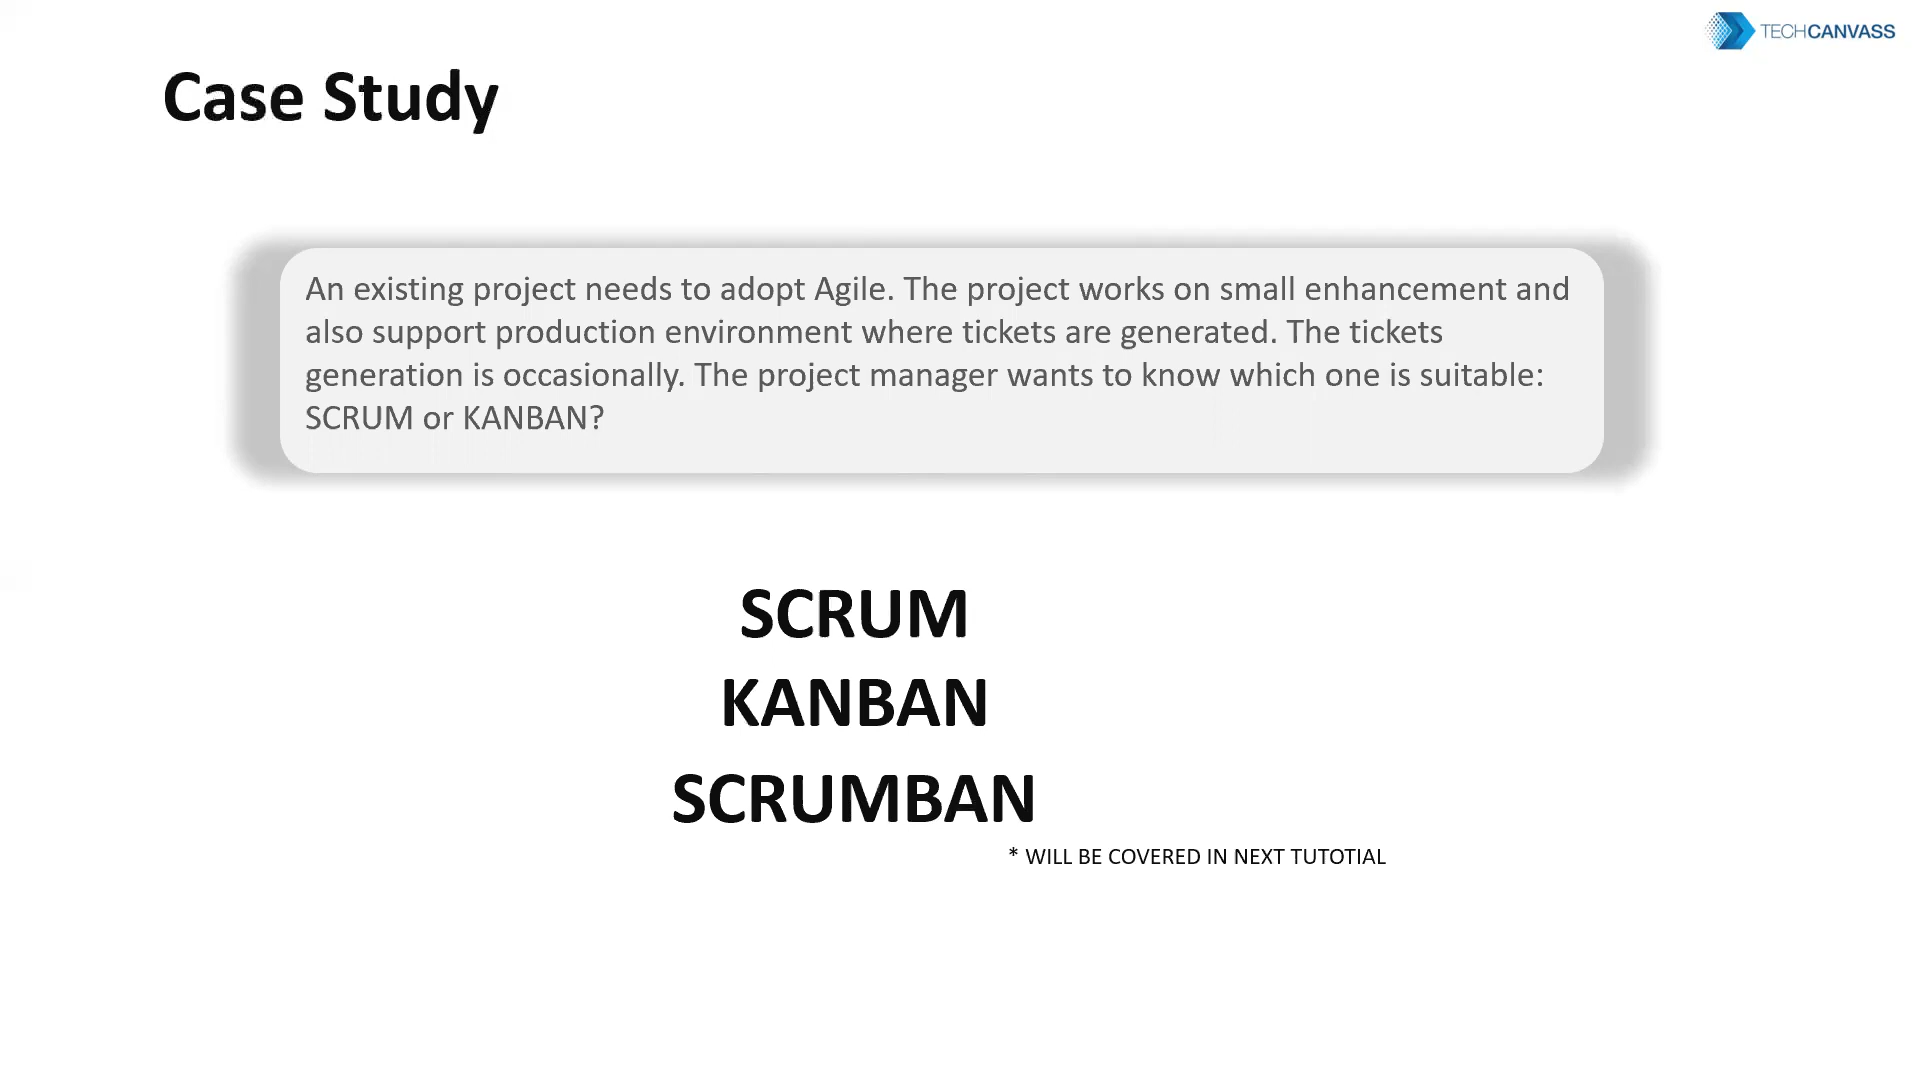 TECHCANVASS
Case Study
An existing project needs to adopt Agile. The project works on small enhancement and
also support production environment where tickets are generated. The tickets
generation is occasionally. The project manager wants to know which one is suitable:
SCRUM or KANBAN?
SCRUM
KANBAN
SCRUMBAN
* WILL BE COVERED IN NEXT TUTOTIAL